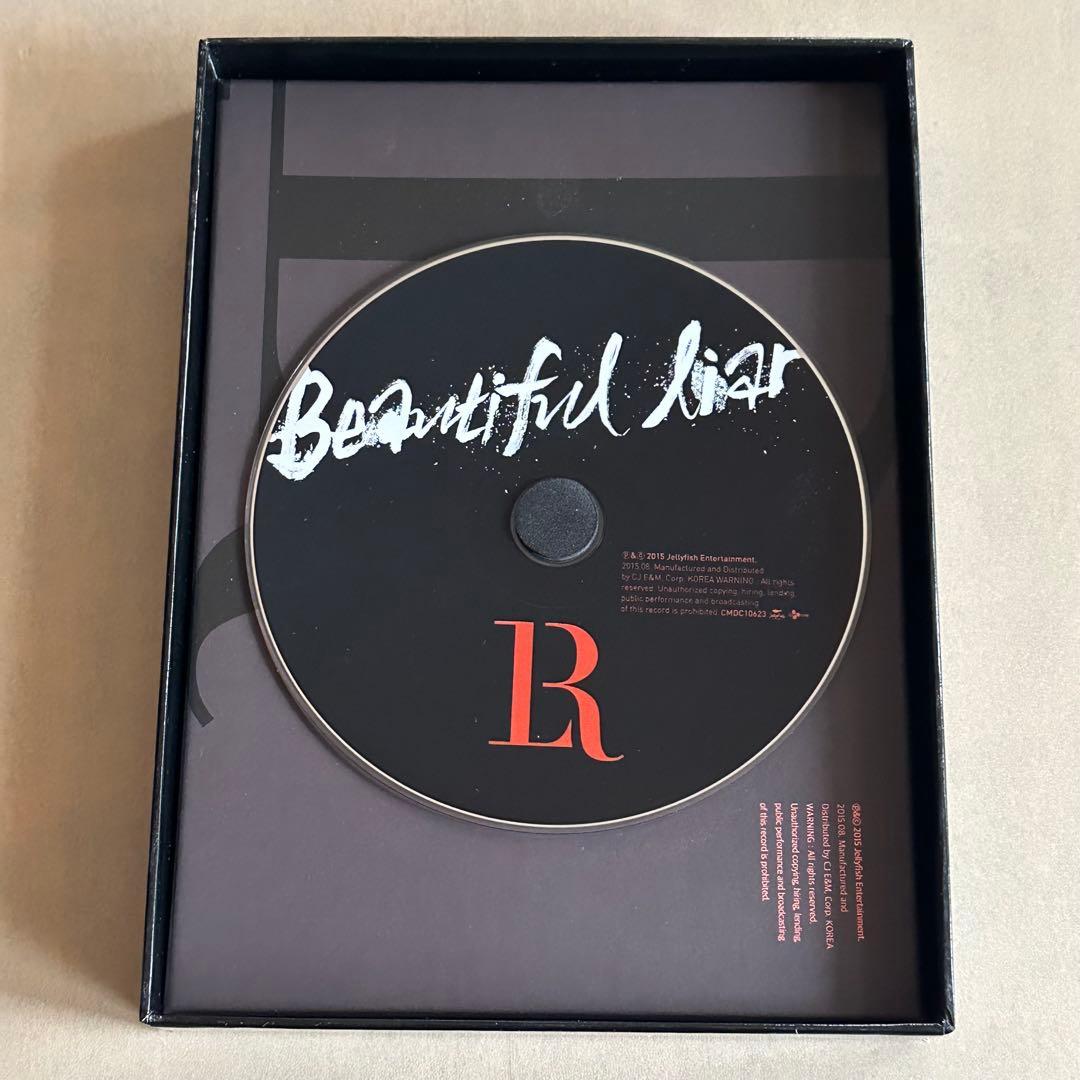 Beautiful liar
℗&© 2015 Jellyfish Entertainment.
2015.08. Manufactured and Distributed
by CJ E&M, Corp. KOREA WARNING : All rights
reserved. Unauthorized copying, hiring, lending,
public performance and broadcasting
of this record is prohibited. CMDC10623
LR
℗&© 2015 Jellyfish Entertainment.
2015.08. Manufactured and
Distributed by CJ E&M, Corp. KOREA
WARNING : All rights reserved.
Unauthorized copying, hiring, lending,
public performance and broadcasting
of this record is prohibited.